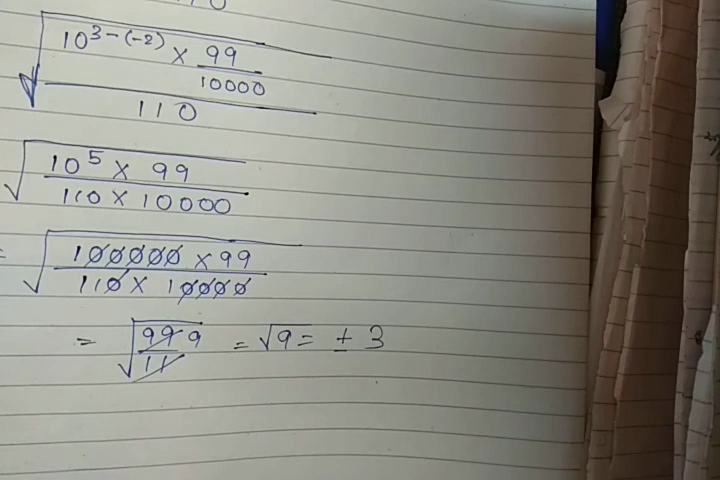 √10^3-(-2) × 99/10000
110
√10^5 × 99
110 × 10000
= √100000 × 99
110 × 10000
= √99 9/11 = √9 = ± 3